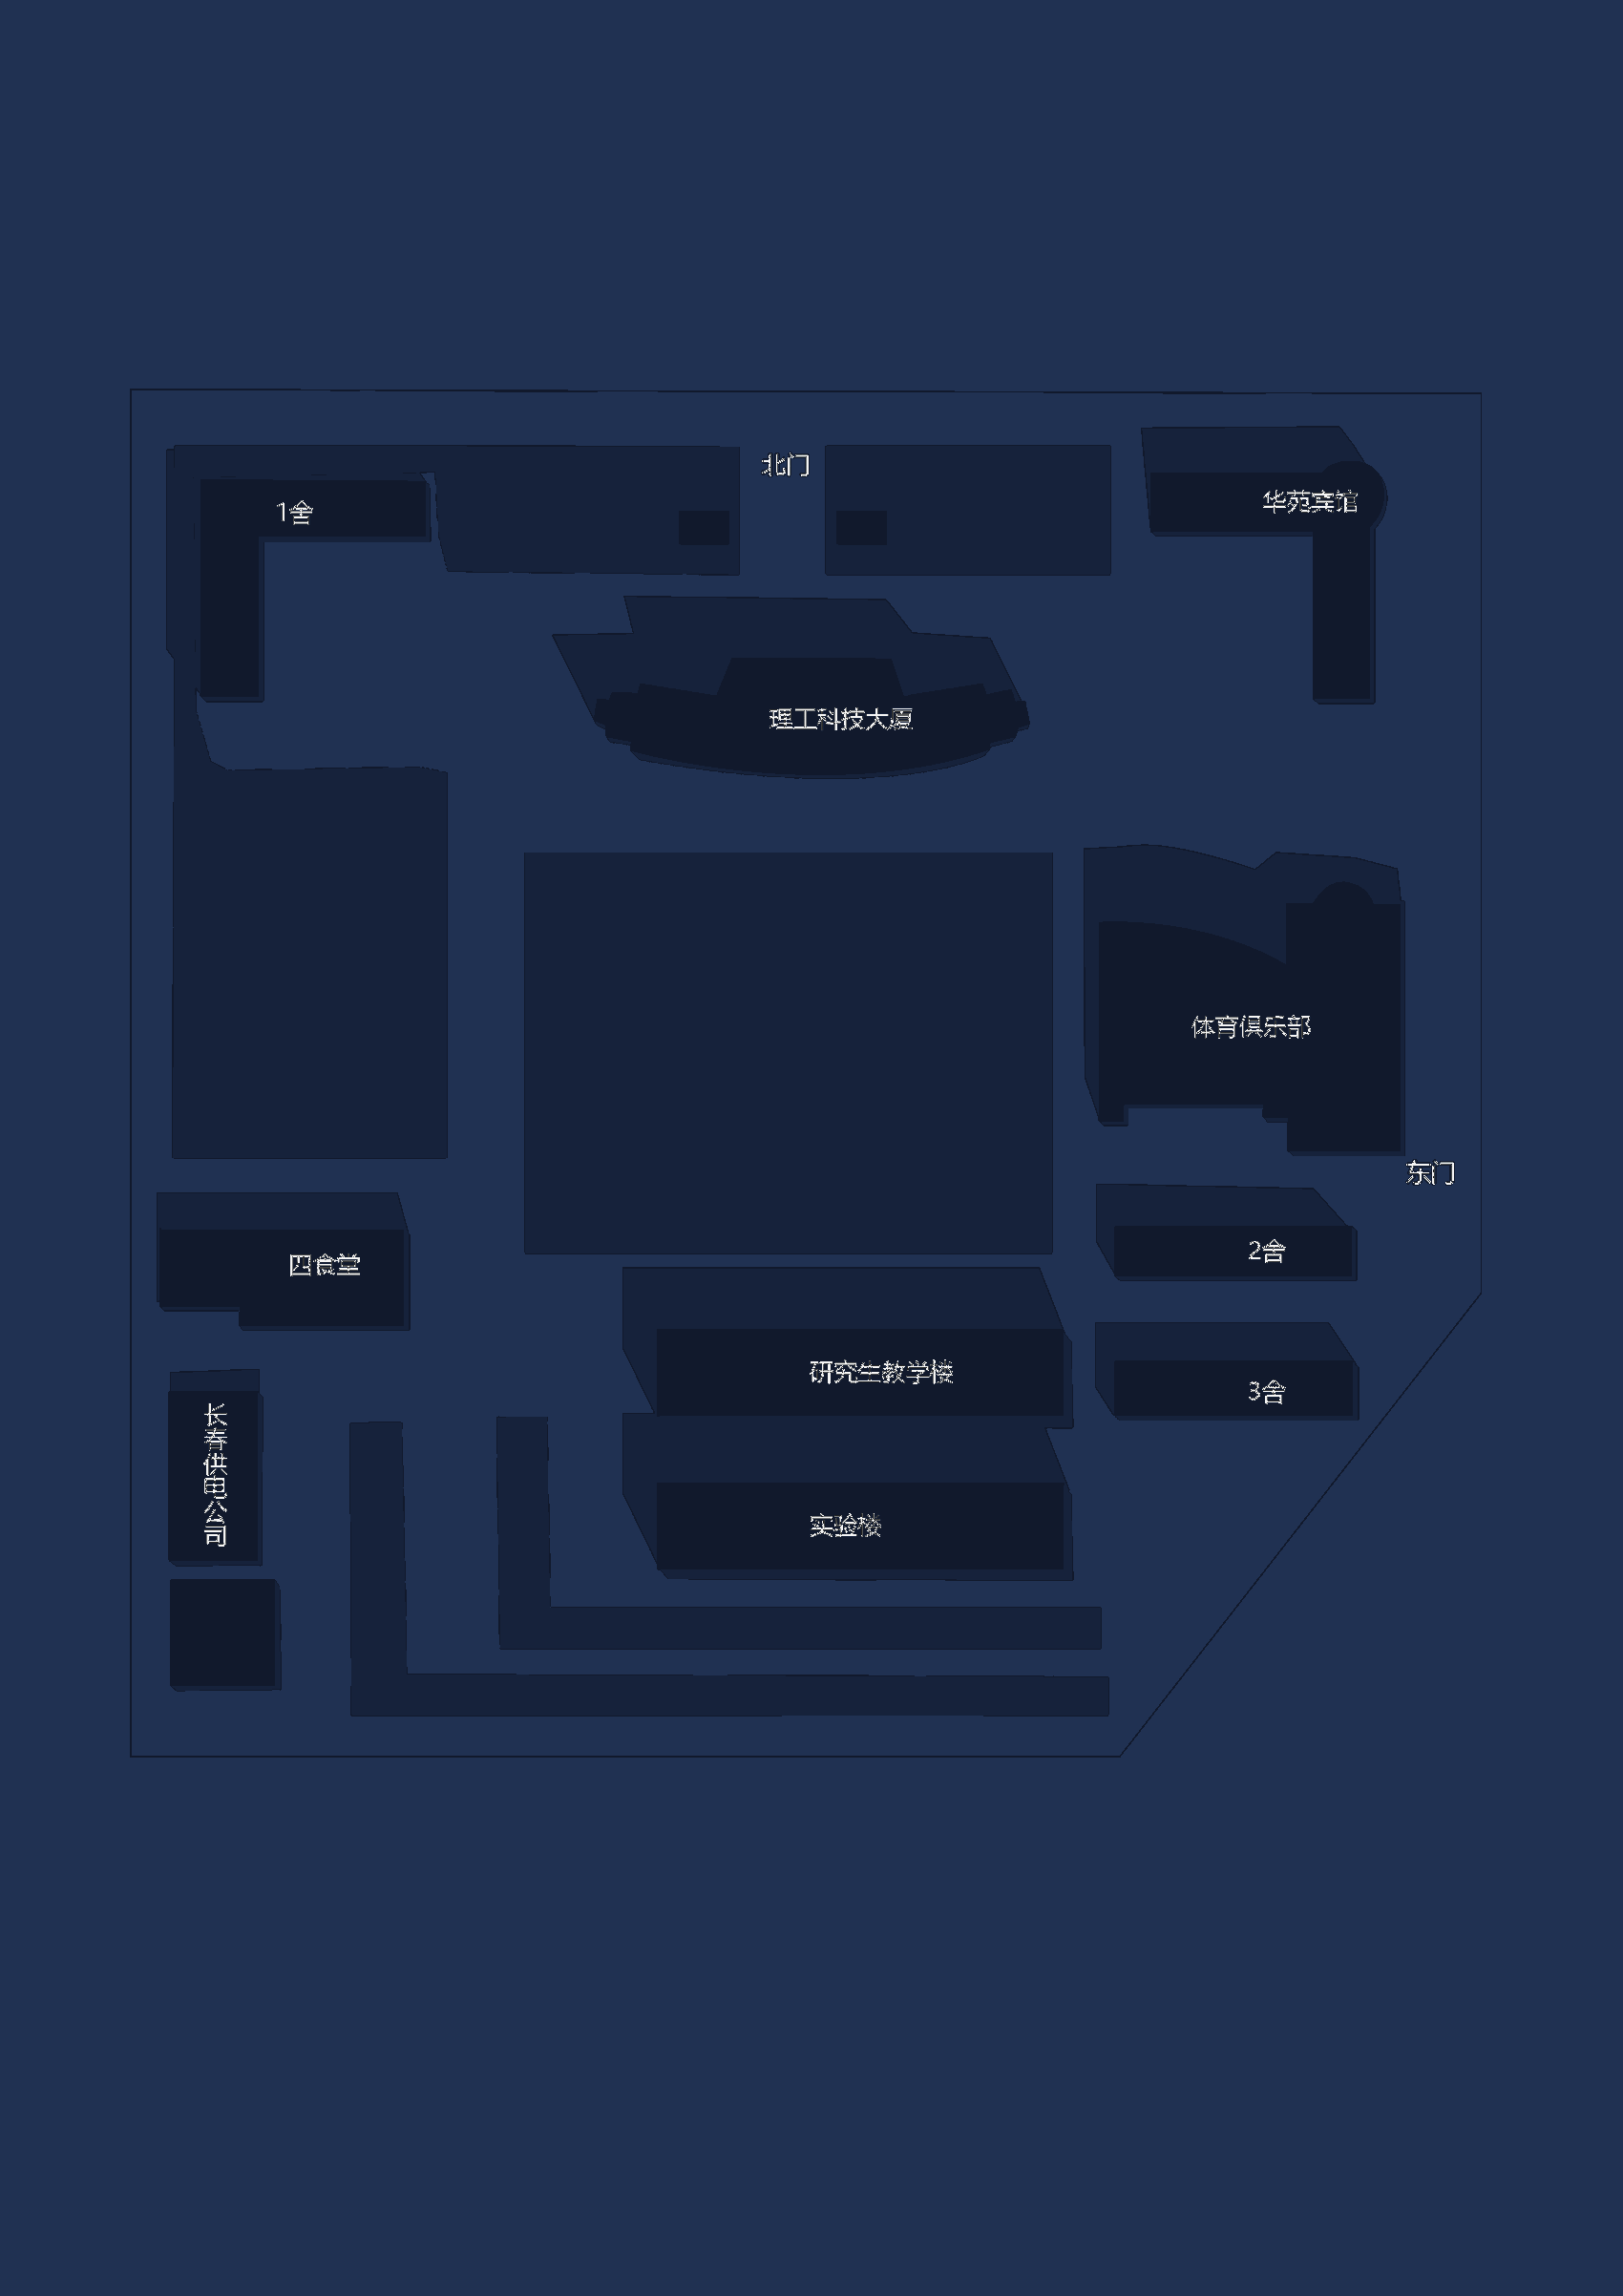 北门
1舍
华苑宾馆
理工科技大厦
体育俱乐部
东门
2舍
四食堂
研究生教学楼
3舍
长春供电公司
实验楼